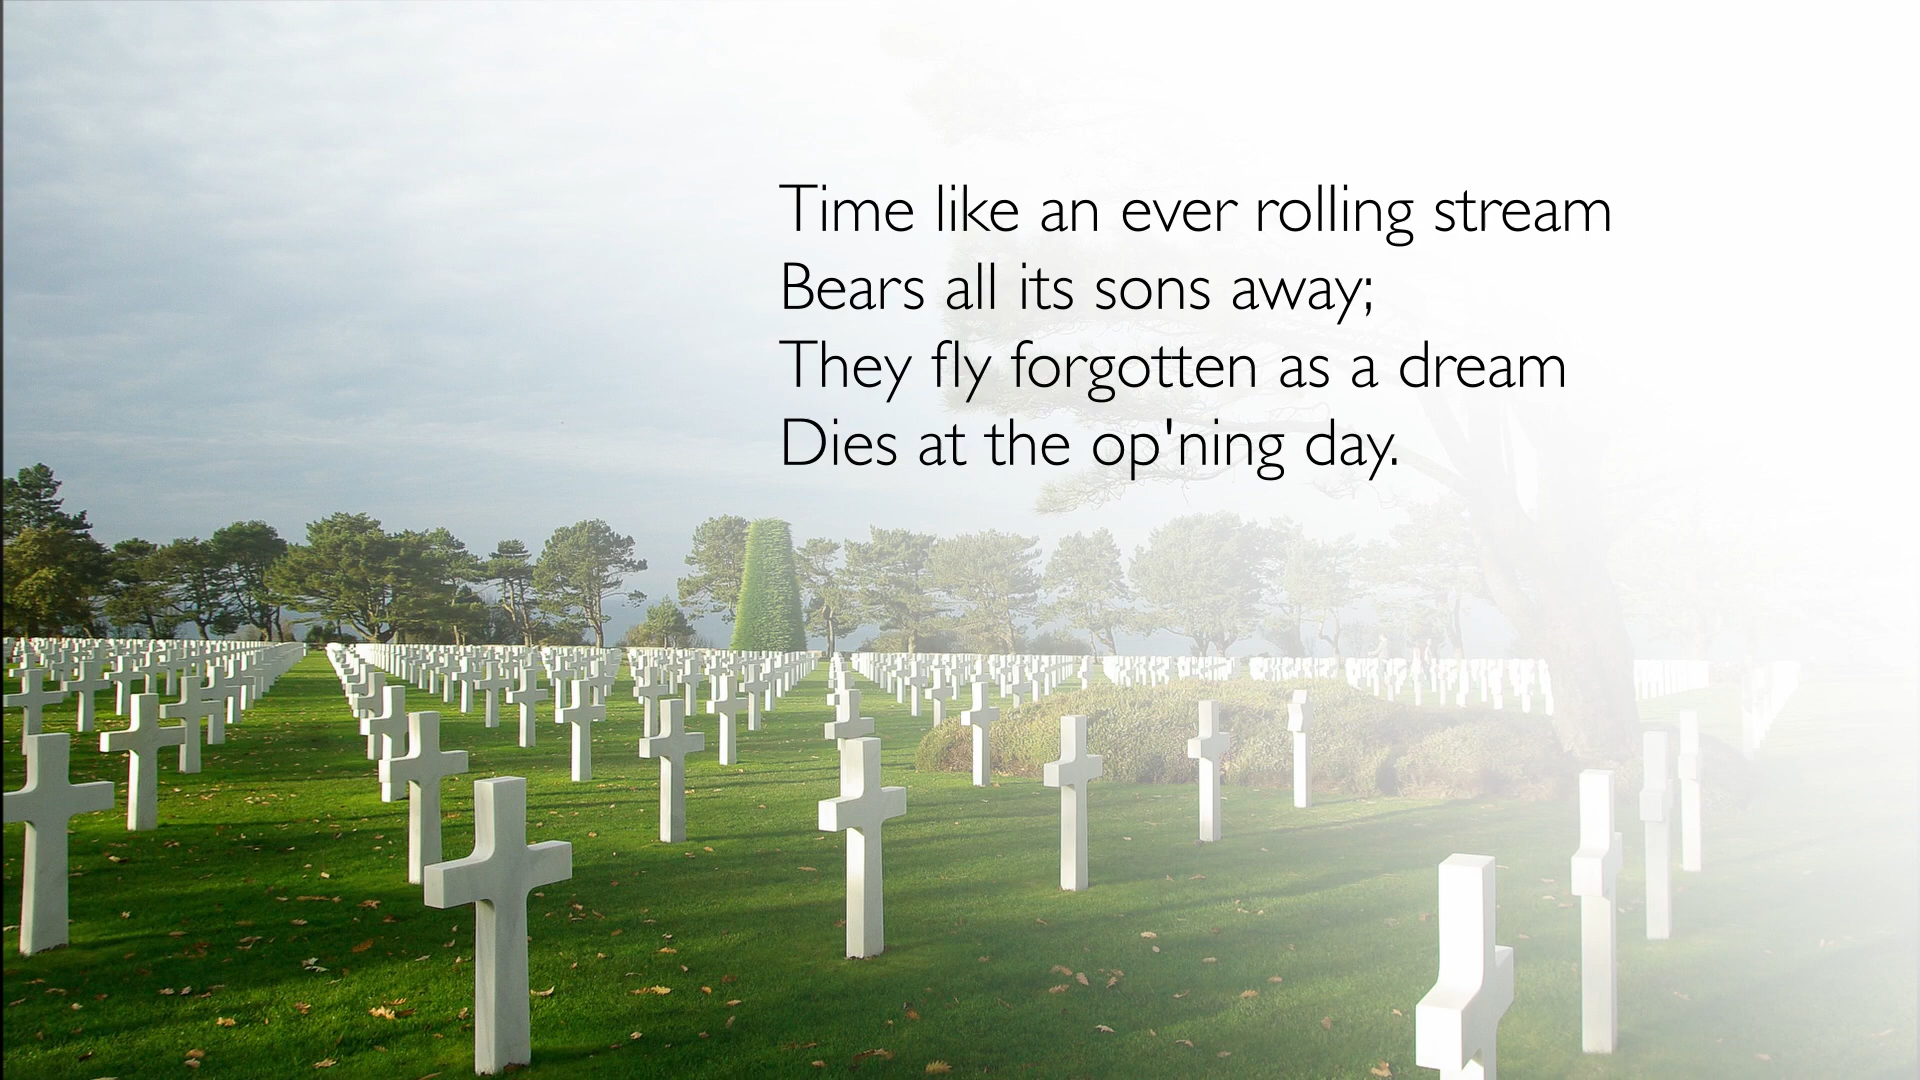 Time like an ever rolling stream
Bears all its sons away;
They fly forgotten as a dream
Dies at the op'ning day.